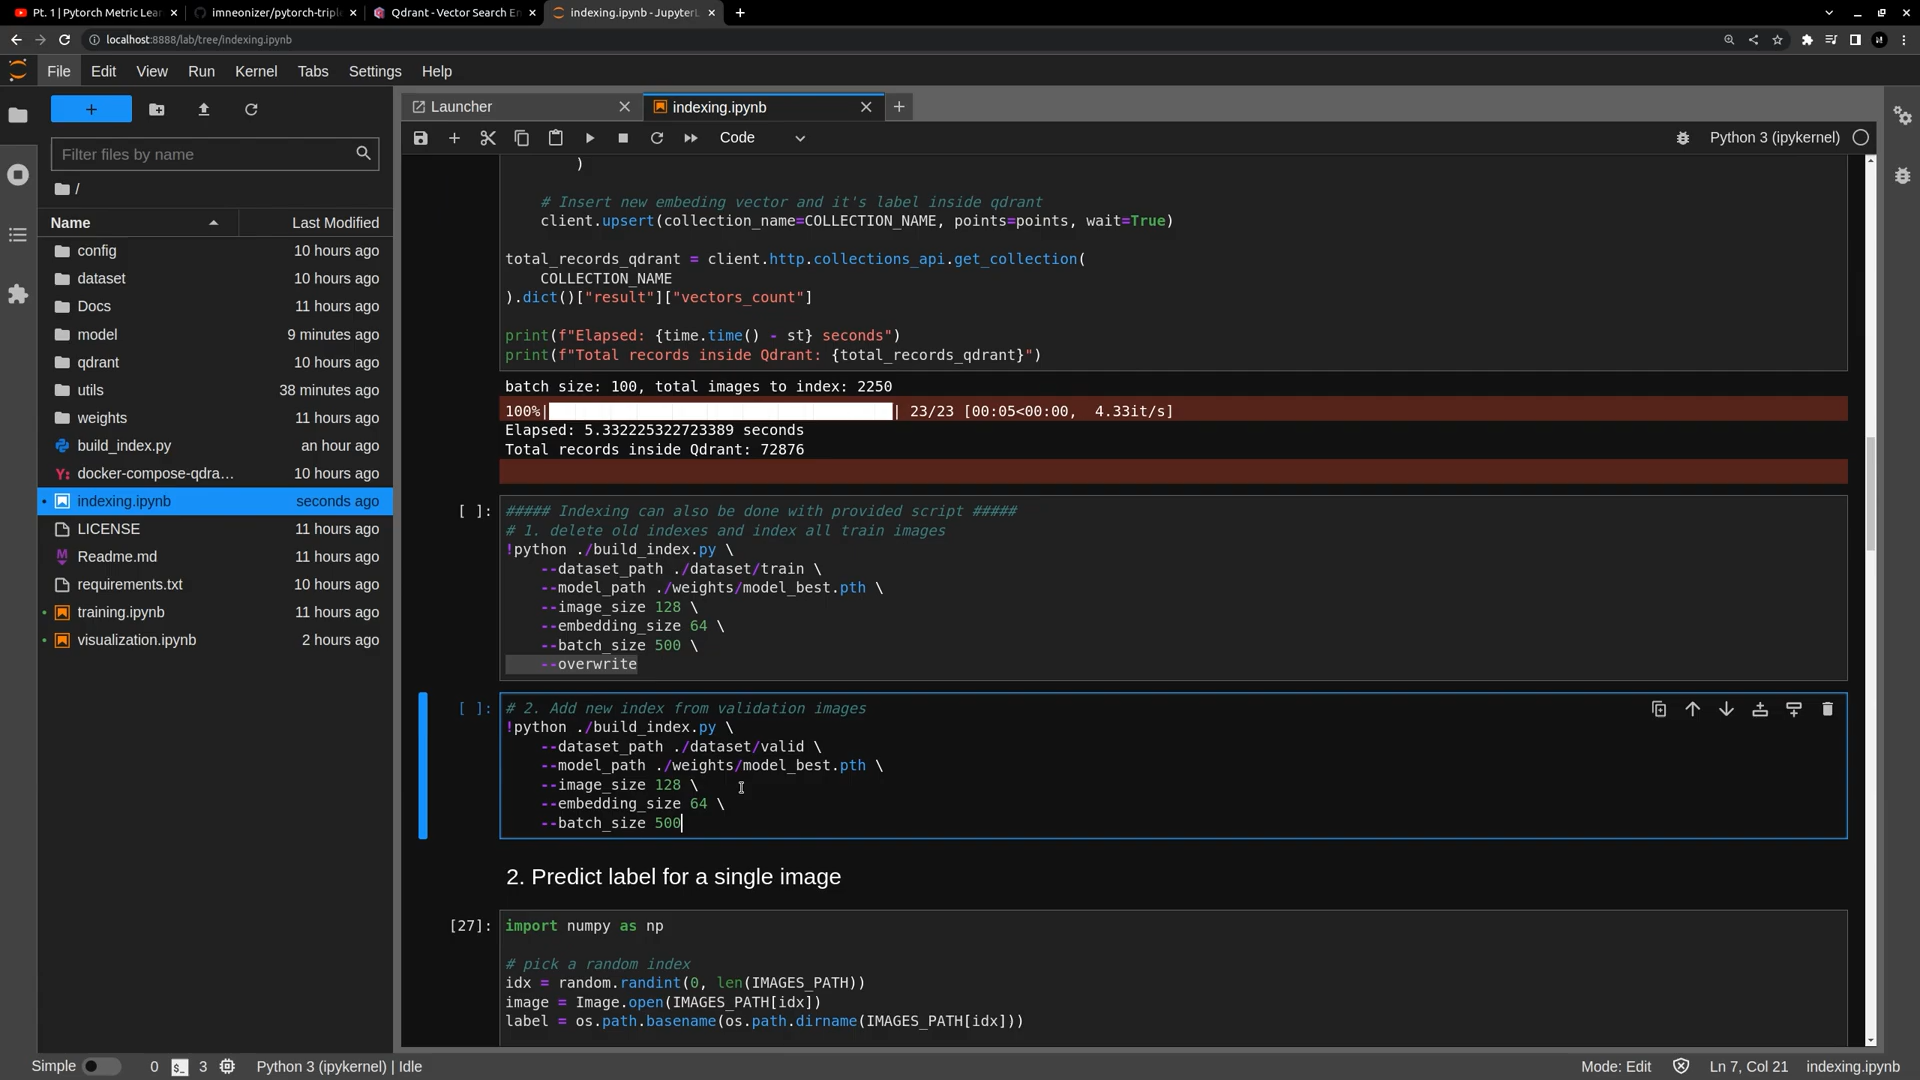 Pt. 1 | Pytorch Metric Lear
imneonizer/pytorch-triple
Qdrant - Vector Search En
indexing.ipynb - JupyterL
localhost:8888/lab/tree/indexing.ipynb
File Edit View Run Kernel Tabs Settings Help
Launcher
indexing.ipynb
Code
Python 3 (ipykernel)
Filter files by name
/
Name Last Modified
config 10 hours ago
dataset 10 hours ago
Docs 11 hours ago
model 9 minutes ago
qdrant 10 hours ago
utils 38 minutes ago
weights 11 hours ago
build_index.py an hour ago
docker-compose-qdra… 10 hours ago
indexing.ipynb seconds ago
LICENSE 11 hours ago
Readme.md 11 hours ago
requirements.txt 10 hours ago
training.ipynb 11 hours ago
visualization.ipynb 2 hours ago
)
# Insert new embeding vector and it's label inside qdrant
client.upsert(collection_name=COLLECTION_NAME, points=points, wait=True)
total_records_qdrant = client.http.collections_api.get_collection(
COLLECTION_NAME
).dict()["result"]["vectors_count"]
print(f"Elapsed: {time.time() - st} seconds")
print(f"Total records inside Qdrant: {total_records_qdrant}")
batch size: 100, total images to index: 2250
100%| | 23/23 [00:05<00:00, 4.33it/s]
Elapsed: 5.332225322723389 seconds
Total records inside Qdrant: 72876
[ ]: ##### Indexing can also be done with provided script #####
# 1. delete old indexes and index all train images
!python ./build_index.py \
--dataset_path ./dataset/train \
--model_path ./weights/model_best.pth \
--image_size 128 \
--embedding_size 64 \
--batch_size 500 \
--overwrite
[ ]: # 2. Add new index from validation images
!python ./build_index.py \
--dataset_path ./dataset/valid \
--model_path ./weights/model_best.pth \
--image_size 128 \
--embedding_size 64 \
--batch_size 500
2. Predict label for a single image
[27]: import numpy as np
# pick a random index
idx = random.randint(0, len(IMAGES_PATH))
image = Image.open(IMAGES_PATH[idx])
label = os.path.basename(os.path.dirname(IMAGES_PATH[idx]))
Simple 0 3 Python 3 (ipykernel) | Idle Mode: Edit Ln 7, Col 21 indexing.ipynb